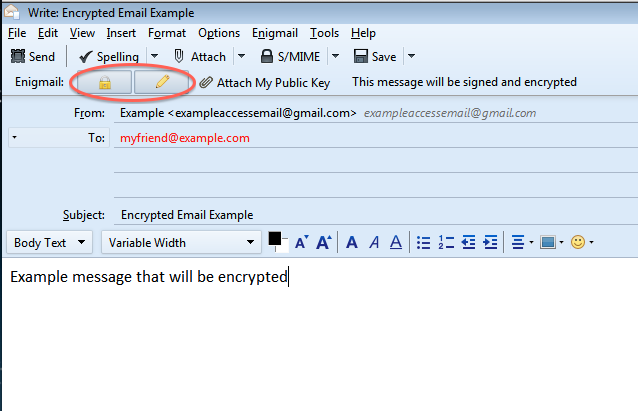 Write: Encrypted Email Example
File Edit View Insert Format Options Enigmail Tools Help
Send Spelling Attach S/MIME Save
Enigmail: Attach My Public Key This message will be signed and encrypted
From: Example <exampleaccessemail@gmail.com> exampleaccessemail@gmail.com
To: myfriend@example.com
Subject: Encrypted Email Example
Body Text Variable Width A A A A A
Example message that will be encrypted